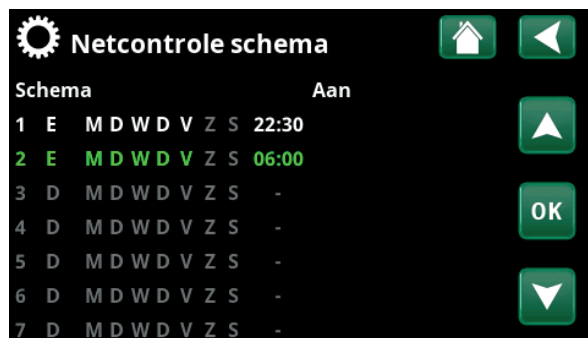 Netcontrole schema
Schema Aan
1 E M D W D V Z S 22:30
2 E M D W D V Z S 06:00
3 D M D W D V Z S -
4 D M D W D V Z S -
OK
5 D M D W D V Z S -
6 D M D W D V Z S -
7 D M D W D V Z S -